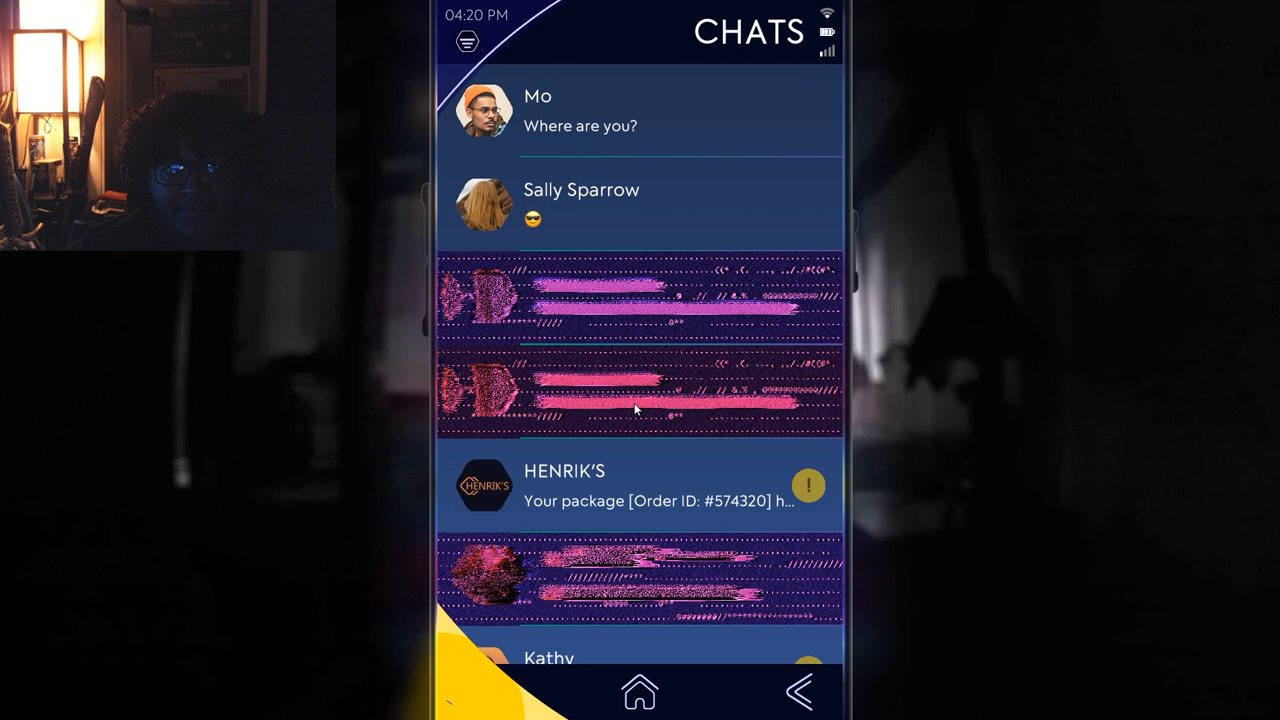 04:20 PM
CHATS
Mo
Where are you?
Sally Sparrow
HENRIK'S
HENRIK'S
Your package [Order ID: #574320] h...
!
Kathy